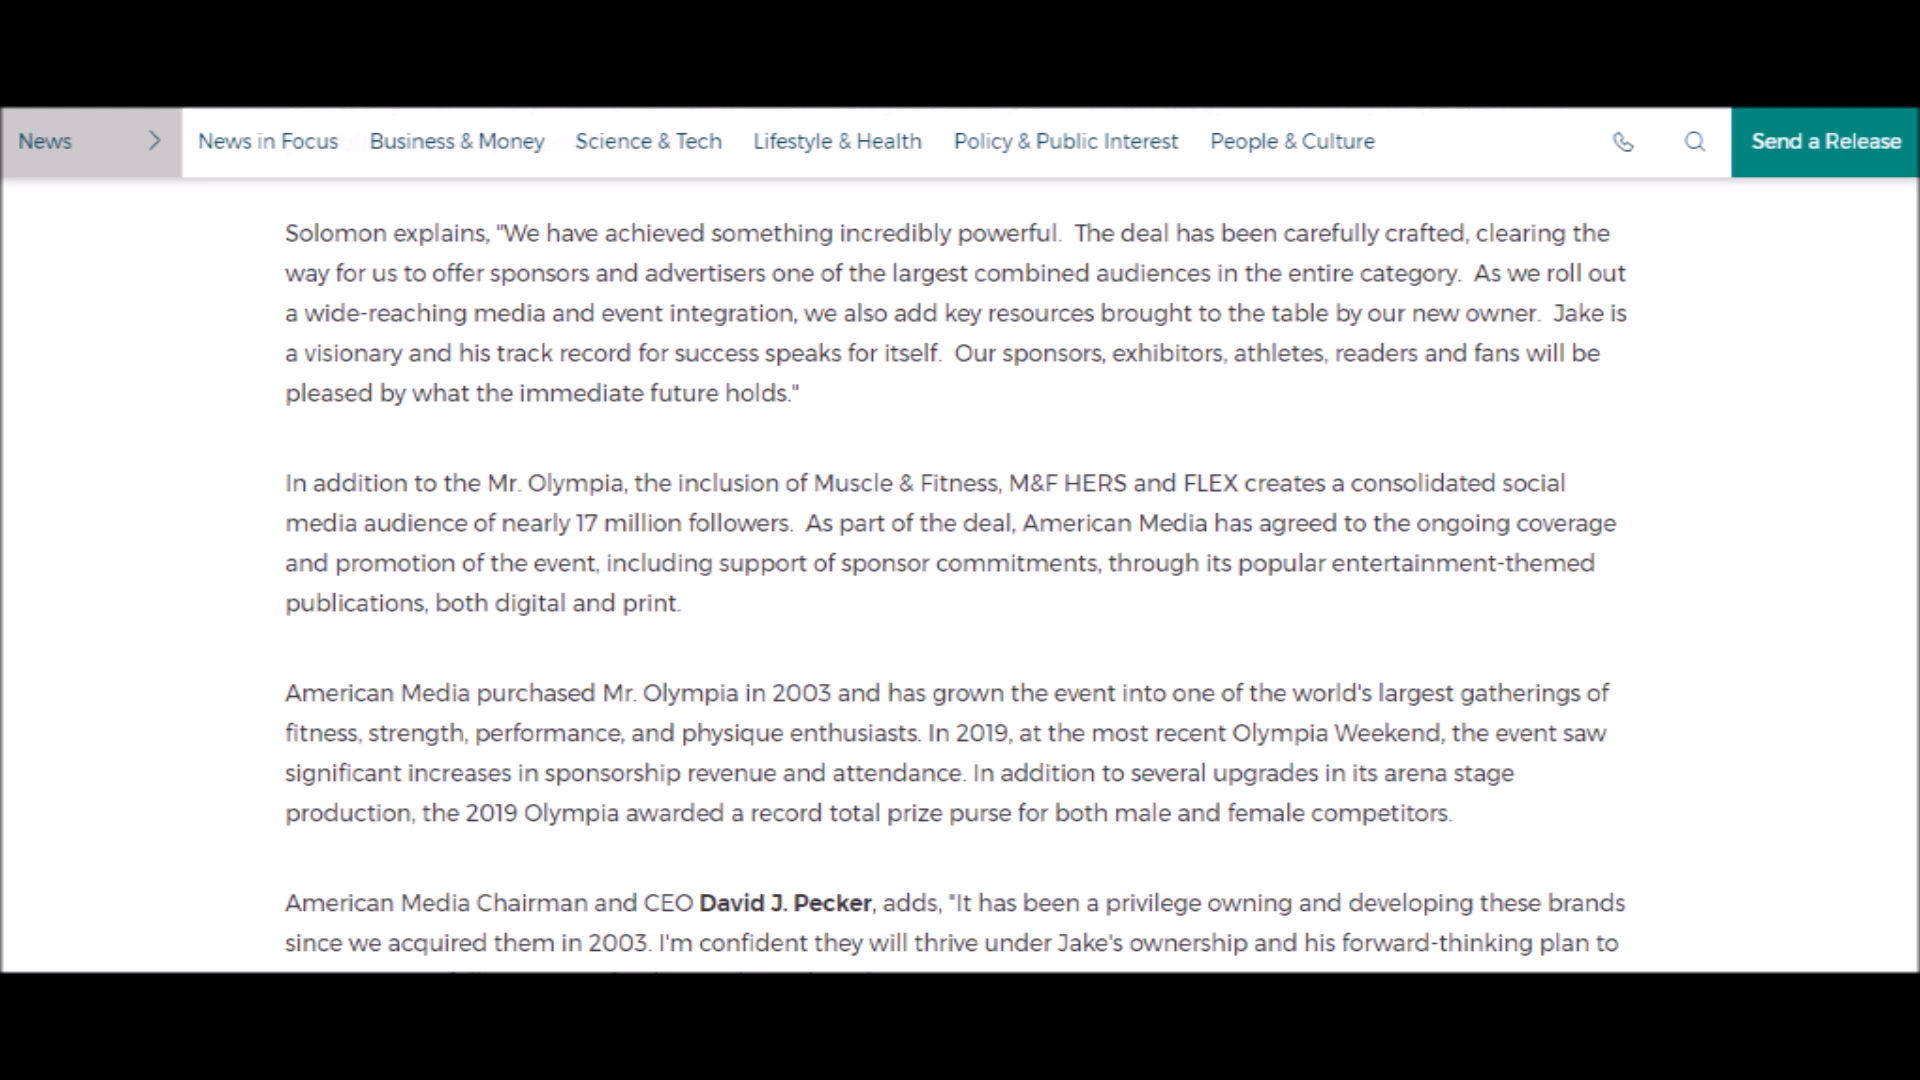 News
News in Focus Business & Money Science & Tech Lifestyle & Health Policy & Public Interest People & Culture
Send a Release
Solomon explains, "We have achieved something incredibly powerful.  The deal has been carefully crafted, clearing the
way for us to offer sponsors and advertisers one of the largest combined audiences in the entire category.  As we roll out
a wide-reaching media and event integration, we also add key resources brought to the table by our new owner.  Jake is
a visionary and his track record for success speaks for itself.  Our sponsors, exhibitors, athletes, readers and fans will be
pleased by what the immediate future holds."
In addition to the Mr. Olympia, the inclusion of Muscle & Fitness, M&F HERS and FLEX creates a consolidated social
media audience of nearly 17 million followers.  As part of the deal, American Media has agreed to the ongoing coverage
and promotion of the event, including support of sponsor commitments, through its popular entertainment-themed
publications, both digital and print.
American Media purchased Mr. Olympia in 2003 and has grown the event into one of the world's largest gatherings of
fitness, strength, performance, and physique enthusiasts. In 2019, at the most recent Olympia Weekend, the event saw
significant increases in sponsorship revenue and attendance. In addition to several upgrades in its arena stage
production, the 2019 Olympia awarded a record total prize purse for both male and female competitors.
American Media Chairman and CEO David J. Pecker, adds, "It has been a privilege owning and developing these brands
since we acquired them in 2003. I'm confident they will thrive under Jake's ownership and his forward-thinking plan to